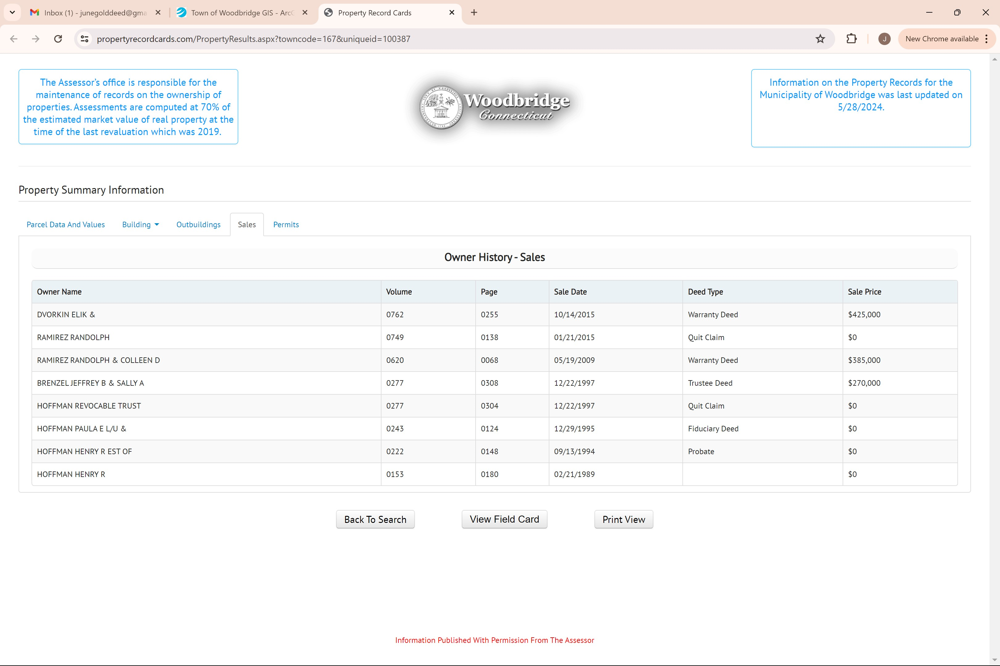 Inbox (1) - junegolddeed@gma
Town of Woodbridge GIS - Arc
Property Record Cards
propertyrecordcards.com/PropertyResults.aspx?towncode=167&uniqueid=100387
J
New Chrome available
The Assessor's office is responsible for the
maintenance of records on the ownership of
properties. Assessments are computed at 70% of
the estimated market value of real property at the
time of the last revaluation which was 2019.
Woodbridge
Connecticut
Information on the Property Records for the
Municipality of Woodbridge was last updated on
5/28/2024.
Property Summary Information
Parcel Data And Values Building Outbuildings Sales Permits
Owner History - Sales
Owner Name Volume Page Sale Date Deed Type Sale Price
DVORKIN ELIK & 0762 0255 10/14/2015 Warranty Deed $425,000
RAMIREZ RANDOLPH 0749 0138 01/21/2015 Quit Claim $0
RAMIREZ RANDOLPH & COLLEEN D 0620 0068 05/19/2009 Warranty Deed $385,000
BRENZEL JEFFREY B & SALLY A 0277 0308 12/22/1997 Trustee Deed $270,000
HOFFMAN REVOCABLE TRUST 0277 0304 12/22/1997 Quit Claim $0
HOFFMAN PAULA E L/U & 0243 0124 12/29/1995 Fiduciary Deed $0
HOFFMAN HENRY R EST OF 0222 0148 09/13/1994 Probate $0
HOFFMAN HENRY R 0153 0180 02/21/1989 $0
Back To Search View Field Card Print View
Information Published With Permission From The Assessor